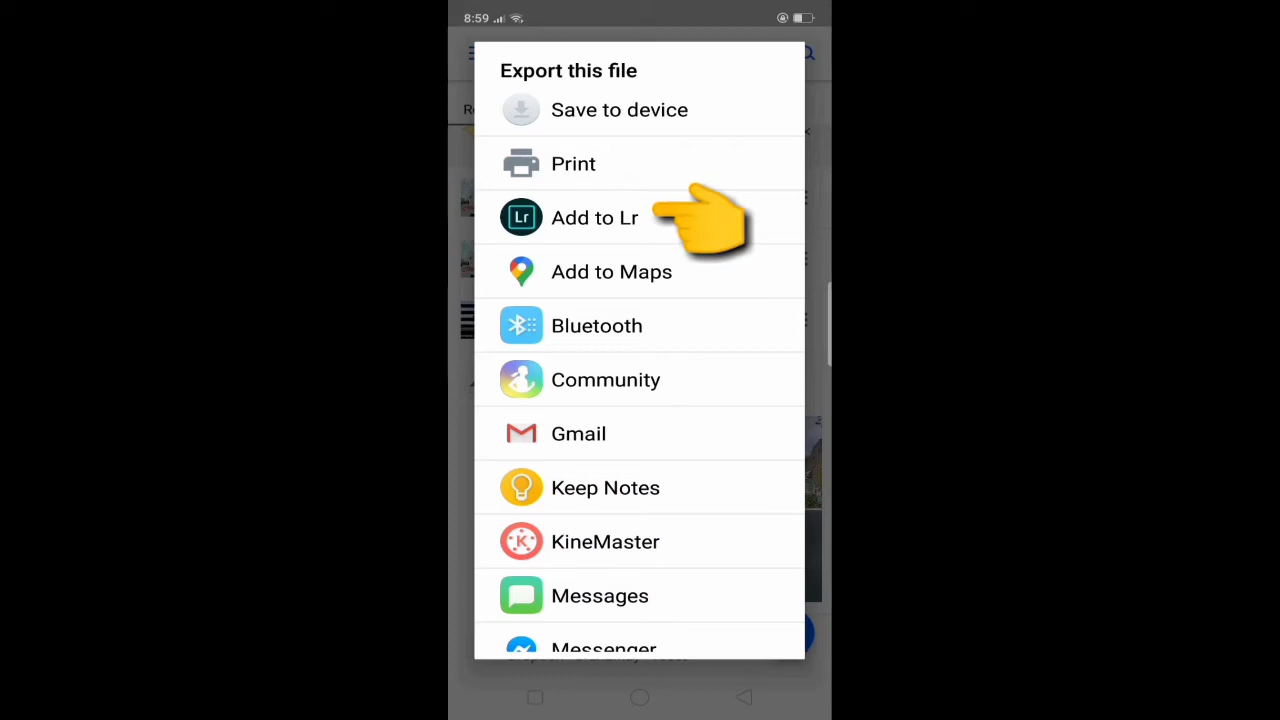 8:59
Export this file
Save to device
Print
Lr Add to Lr
Add to Maps
Bluetooth
Community
Gmail
Keep Notes
K KineMaster
Messages
Messenger